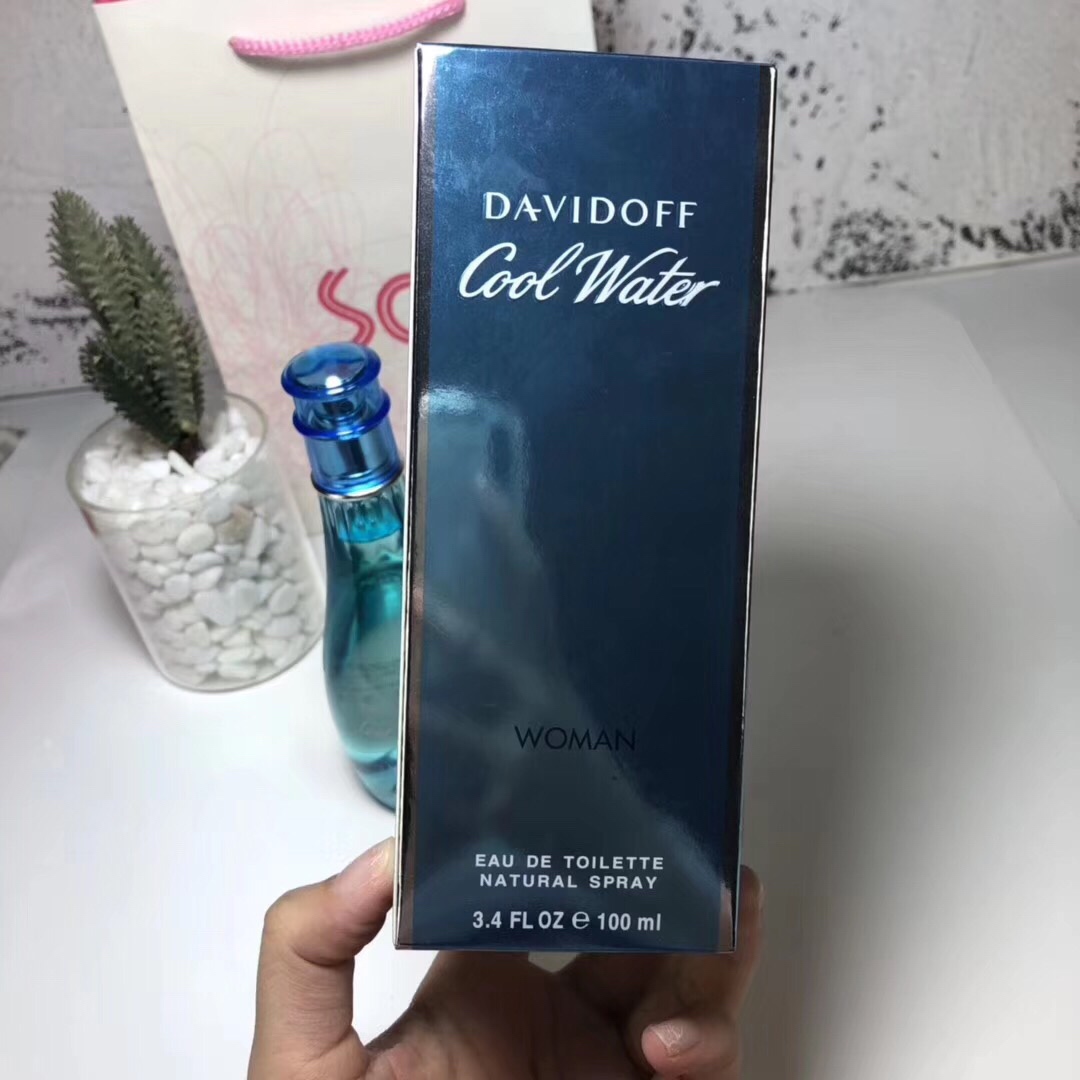 DAVIDOFF
Cool Water
WOMAN
EAU DE TOILETTE
NATURAL SPRAY
3.4 FL OZ ℮ 100 ml